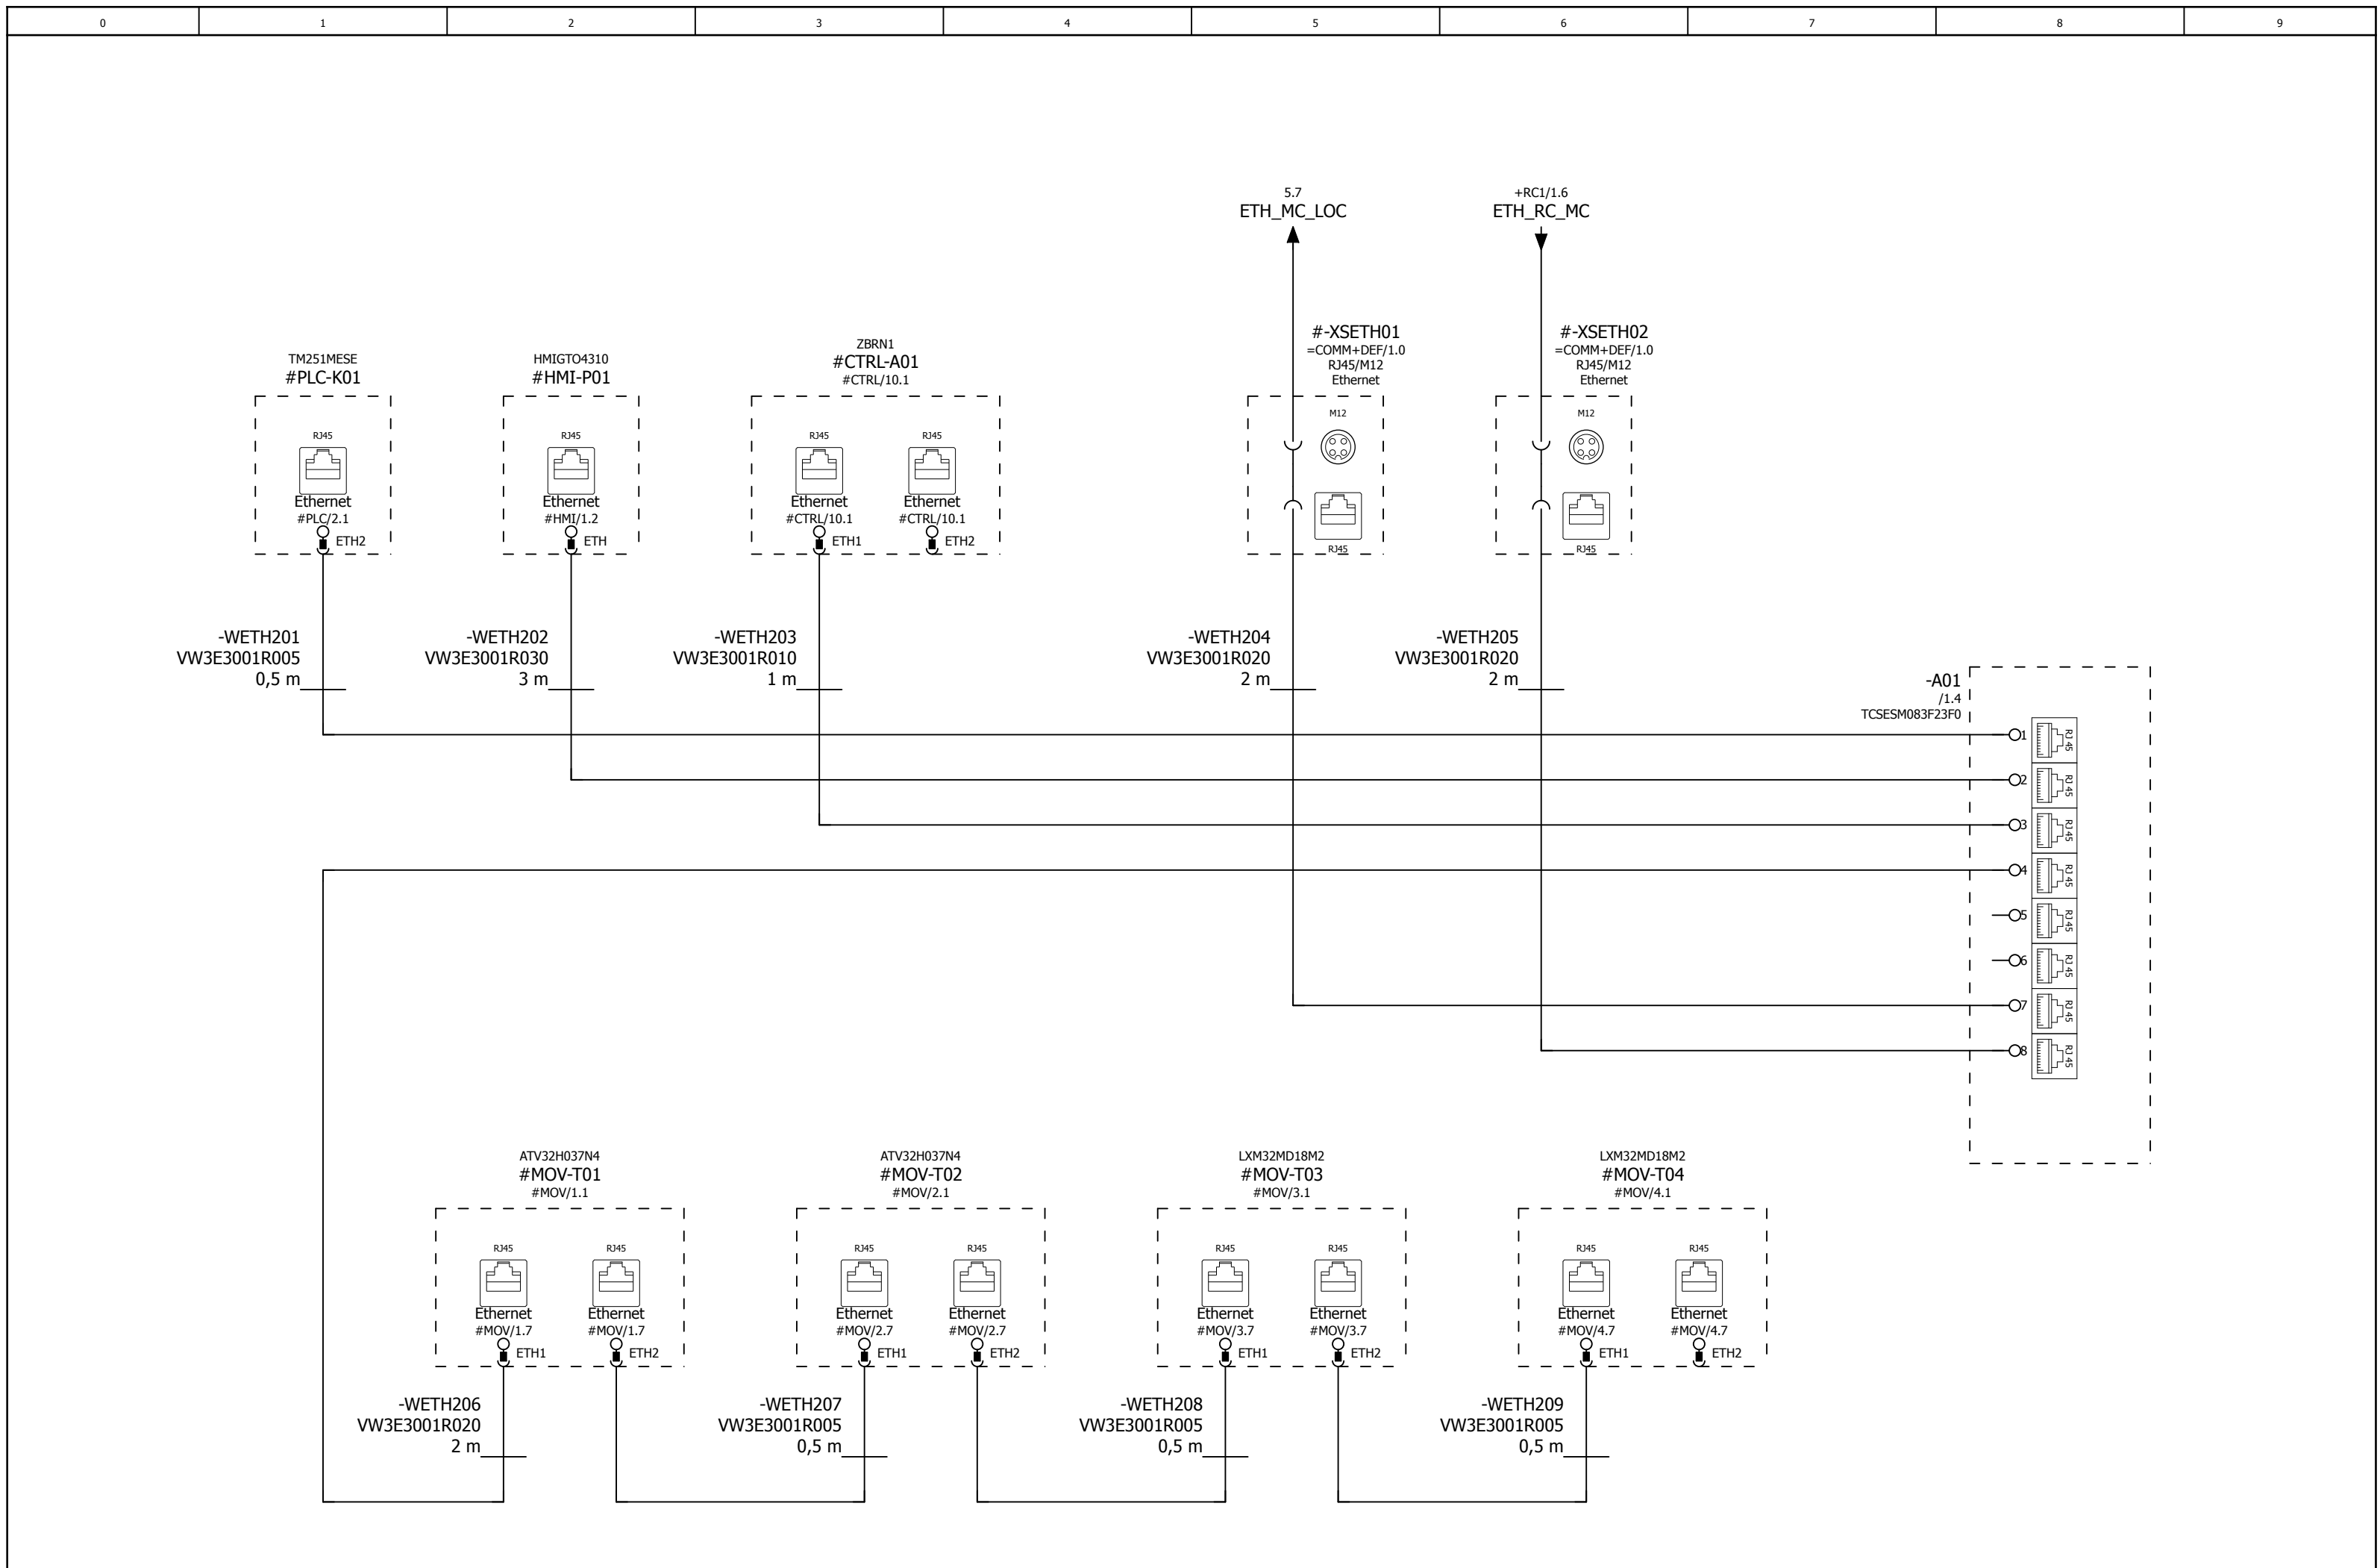 0 1 2 3 4 5 6 7 8 9
5.7
ETH_MC_LOC
+RC1/1.6
ETH_RC_MC
TM251MESE
#PLC-K01
RJ45
Ethernet
#PLC/2.1
ETH2
HMIGTO4310
#HMI-P01
RJ45
Ethernet
#HMI/1.2
ETH
ZBRN1
#CTRL-A01
#CTRL/10.1
RJ45
Ethernet
#CTRL/10.1
ETH1
RJ45
Ethernet
#CTRL/10.1
ETH2
#-XSETH01
=COMM+DEF/1.0
RJ45/M12
Ethernet
M12
RJ45
#-XSETH02
=COMM+DEF/1.0
RJ45/M12
Ethernet
M12
RJ45
-WETH201
VW3E3001R005
0,5 m
-WETH202
VW3E3001R030
3 m
-WETH203
VW3E3001R010
1 m
-WETH204
VW3E3001R020
2 m
-WETH205
VW3E3001R020
2 m
-A01
/1.4
TCSESM083F23F0
1 RJ45
2 RJ45
3 RJ45
4 RJ45
5 RJ45
6 RJ45
7 RJ45
8 RJ45
ATV32H037N4
#MOV-T01
#MOV/1.1
RJ45
Ethernet
#MOV/1.7
ETH1
RJ45
Ethernet
#MOV/1.7
ETH2
ATV32H037N4
#MOV-T02
#MOV/2.1
RJ45
Ethernet
#MOV/2.7
ETH1
RJ45
Ethernet
#MOV/2.7
ETH2
LXM32MD18M2
#MOV-T03
#MOV/3.1
RJ45
Ethernet
#MOV/3.7
ETH1
RJ45
Ethernet
#MOV/3.7
ETH2
LXM32MD18M2
#MOV-T04
#MOV/4.1
RJ45
Ethernet
#MOV/4.7
ETH1
RJ45
Ethernet
#MOV/4.7
ETH2
-WETH206
VW3E3001R020
2 m
-WETH207
VW3E3001R005
0,5 m
-WETH208
VW3E3001R005
0,5 m
-WETH209
VW3E3001R005
0,5 m